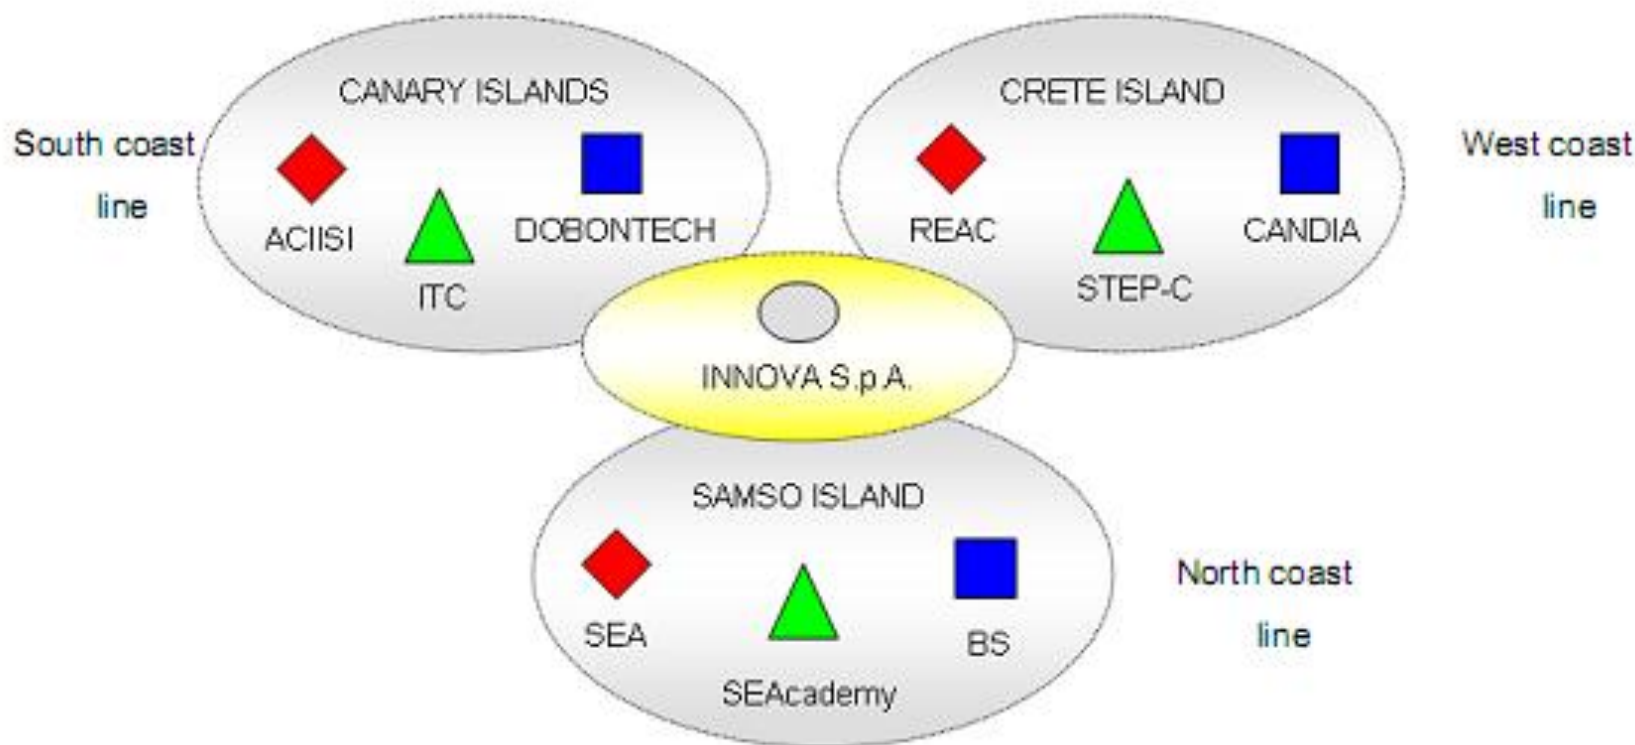 CANARY ISLANDS
CRETE ISLAND
South coast
line
West coast
line
ACIISI
ITC
DOBONTECH
REAC
STEP-C
CANDIA
INNOVA S.p.A.
SAMSO ISLAND
SEA
SEAcademy
BS
North coast
line